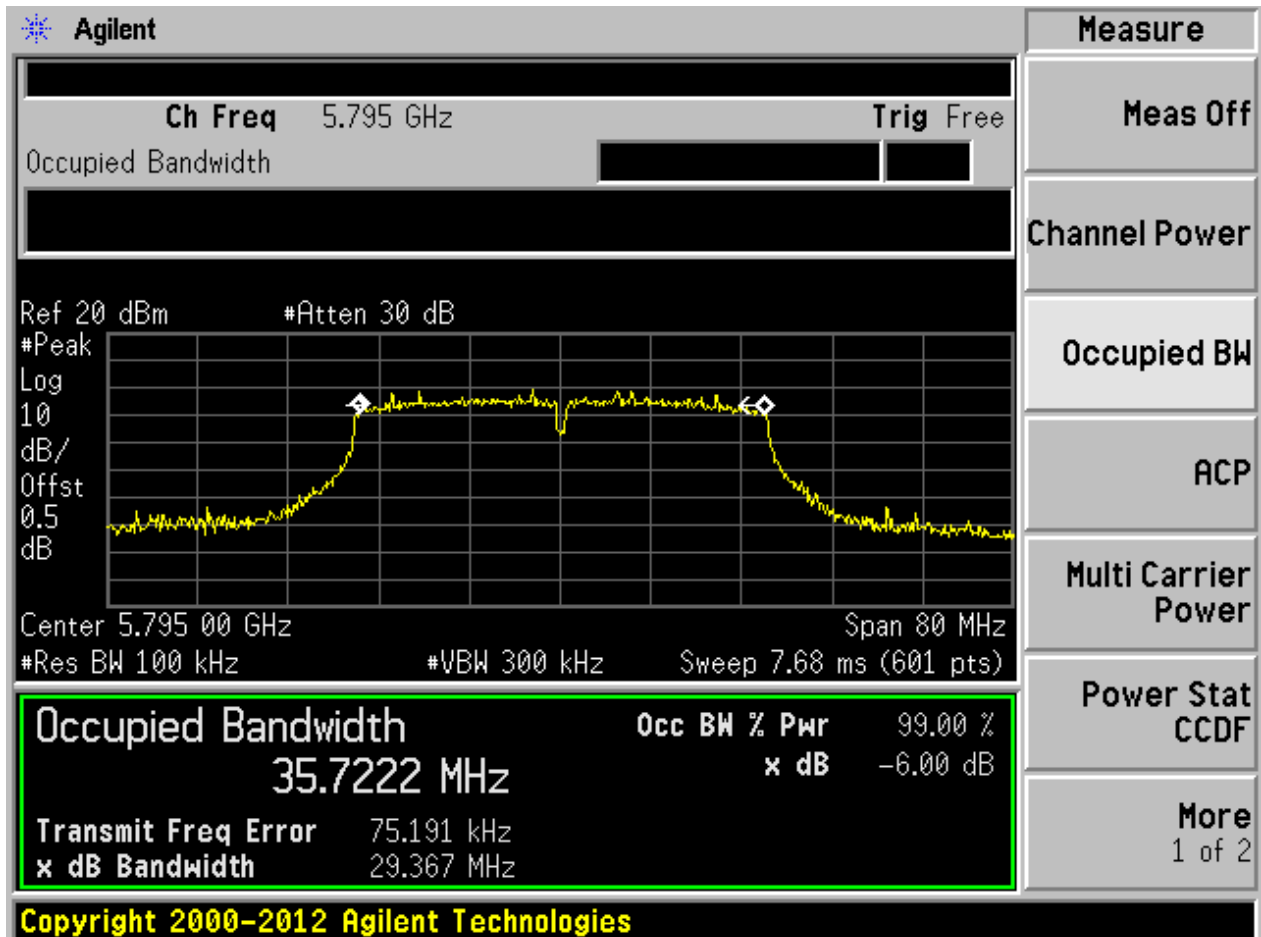 Agilent
Measure
Ch Freq 5.795 GHz Trig Free
Occupied Bandwidth
Meas Off
Channel Power
Occupied BW
ACP
Multi Carrier
Power
Power Stat
CCDF
More
1 of 2
Ref 20 dBm #Atten 30 dB
#Peak
Log
10
dB/
Offst
0.5
dB
Center 5.795 00 GHz Span 80 MHz
#Res BW 100 kHz #VBW 300 kHz Sweep 7.68 ms (601 pts)
Occupied Bandwidth Occ BW % Pwr 99.00 %
35.7222 MHz x dB -6.00 dB
Transmit Freq Error 75.191 kHz
x dB Bandwidth 29.367 MHz
Copyright 2000-2012 Agilent Technologies